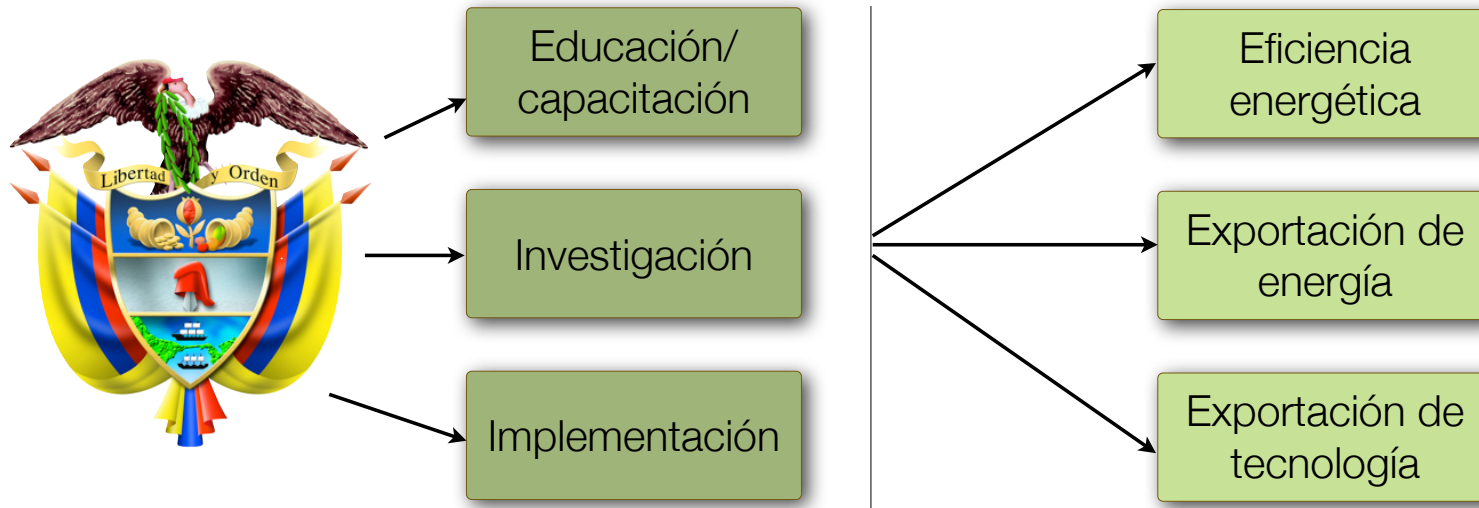 Libertad y Orden
Educación/
capacitación
Investigación
Implementación
Eficiencia
energética
Exportación de
energía
Exportación de
tecnología